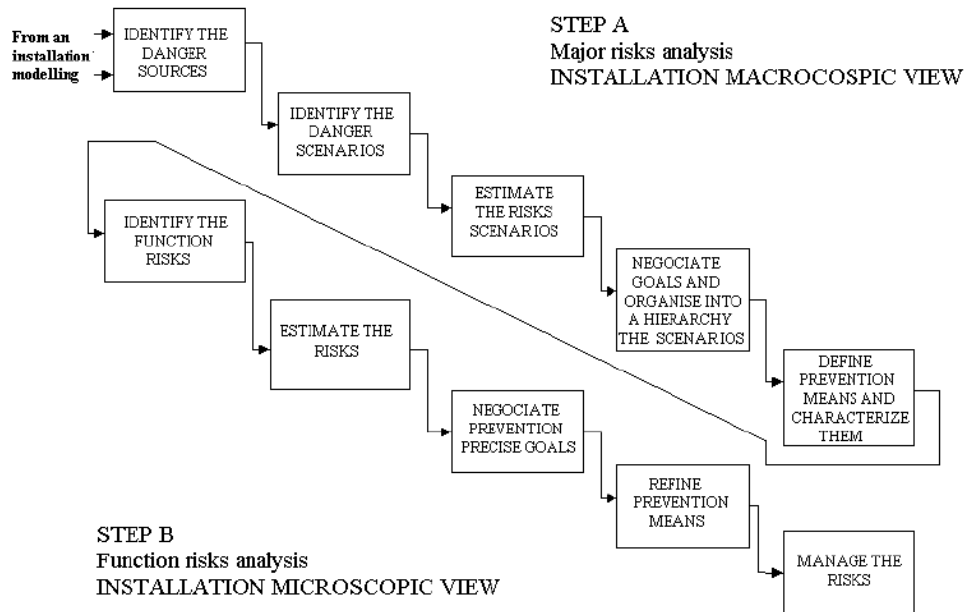 From an
installation
modelling
IDENTIFY THE
DANGER
SOURCES
STEP A
Major risks analysis
INSTALLATION MACROCOSPIC VIEW
IDENTIFY THE
DANGER
SCENARIOS
ESTIMATE
THE RISKS
SCENARIOS
NEGOCIATE
GOALS AND
ORGANISE INTO
A HIERARCHY
THE SCENARIOS
DEFINE
PREVENTION
MEANS AND
CHARACTERIZE
THEM
IDENTIFY THE
FUNCTION
RISKS
ESTIMATE THE
RISKS
NEGOCIATE
PREVENTION
PRECISE GOALS
REFINE
PREVENTION
MEANS
MANAGE THE
RISKS
STEP B
Function risks analysis
INSTALLATION MICROSCOPIC VIEW